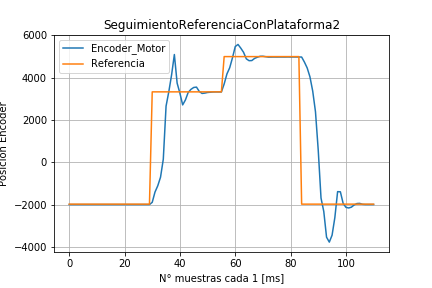 SeguimientoReferenciaConPlataforma2
Encoder_Motor
Referencia
Posición Encoder
6000
4000
2000
0
−2000
−4000
0
20
40
60
80
100
N° muestras cada 1 [ms]